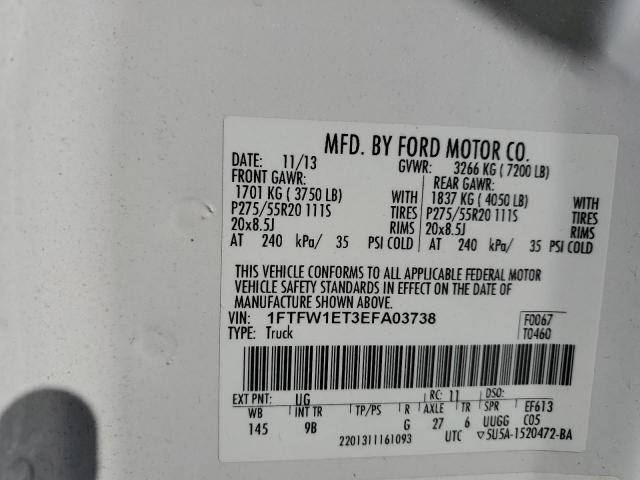 MFD. BY FORD MOTOR CO.
DATE: 11/13 GVWR: 3266 KG ( 7200 LB)
FRONT GAWR: REAR GAWR:
1701 KG ( 3750 LB) WITH 1837 KG ( 4050 LB) WITH
P275/55R20 111S TIRES P275/55R20 111S TIRES
20x8.5J RIMS 20x8.5J RIMS
AT 240 kPa/ 35 PSI COLD AT 240 kPa/ 35 PSI COLD
THIS VEHICLE CONFORMS TO ALL APPLICABLE FEDERAL MOTOR
VEHICLE SAFETY STANDARDS IN EFFECT ON THE DATE OF
MANUFACTURE SHOWN ABOVE.
VIN: 1FTFW1ET3EFA03738 F0067
TYPE: Truck T0460
EXT PNT: UG RC: 11 DSO:
WB INT TR TP/PS R AXLE TR SPR EF613
145 9B G 27 6 UUGG C05
2201311161093 UTC ▽5U5A-1520472-BA